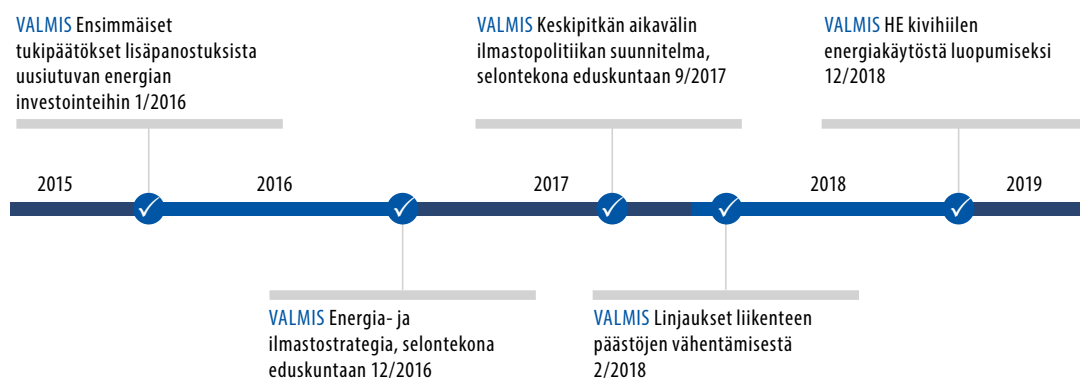 VALMIS Ensimmäiset
tukipäätökset lisäpanostuksista
uusiutuvan energian
investointeihin 1/2016
VALMIS Keskipitkän aikavälin
ilmastopolitiikan suunnitelma,
selontekona eduskuntaan 9/2017
VALMIS HE kivihiilen
energiakäytöstä luopumiseksi
12/2018
2015
2016
2017
2018
2019
VALMIS Energia- ja
ilmastostrategia, selontekona
eduskuntaan 12/2016
VALMIS Linjaukset liikenteen
päästöjen vähentämisestä
2/2018